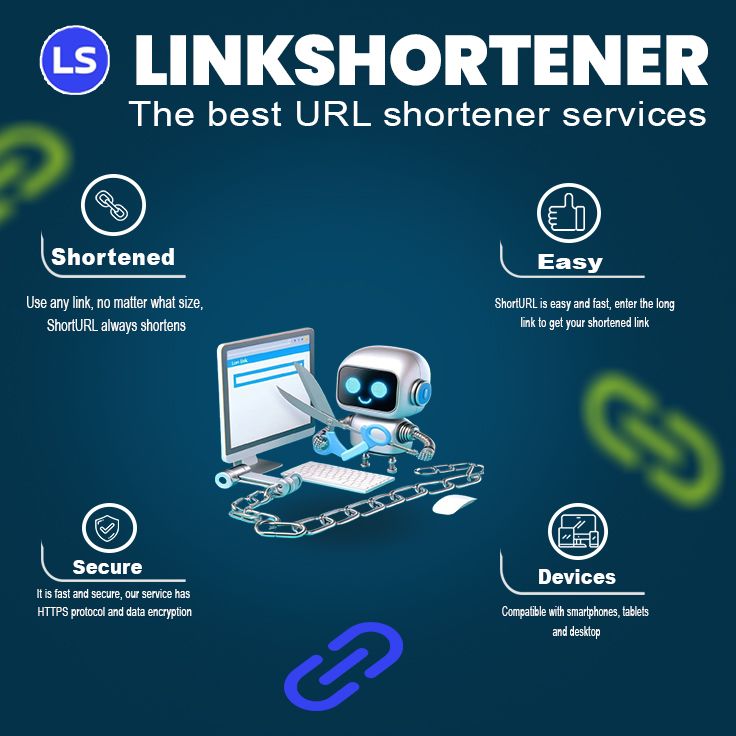 LS LINKSHORTENER
The best URL shortener services
Shortened
Use any link, no matter what size,
ShortURL always shortens
Easy
ShortURL is easy and fast, enter the long
link to get your shortened link
Secure
It is fast and secure, our service has
HTTPS protocol and data encryption
Devices
Compatible with smartphones, tablets
and desktop